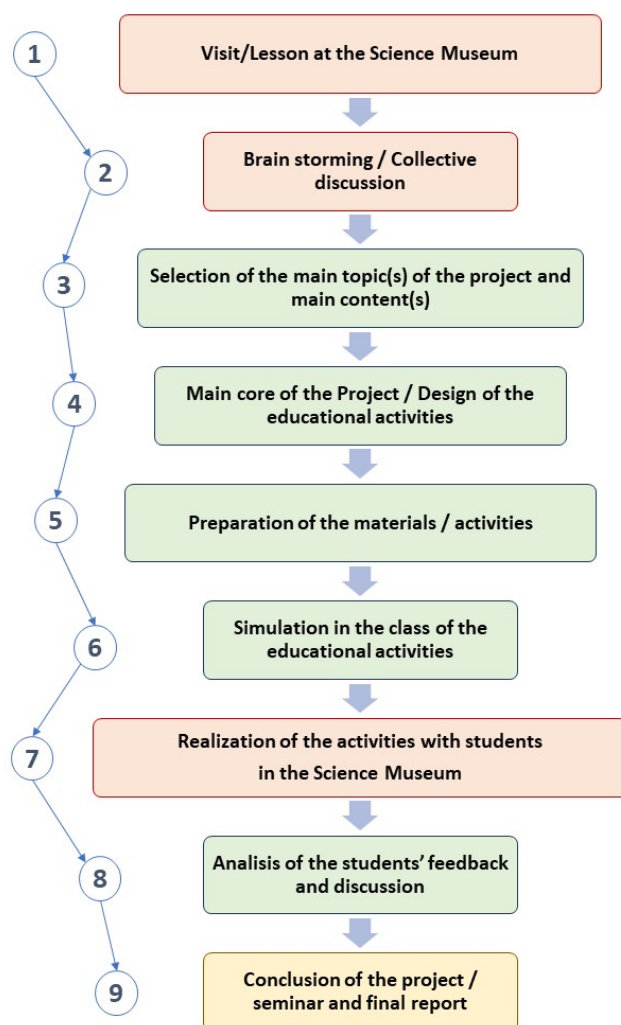 1
Visit/Lesson at the Science Museum
2
Brain storming / Collective
discussion
3
Selection of the main topic(s) of the project and
main content(s)
4
Main core of the Project / Design of the
educational activities
5
Preparation of the materials / activities
6
Simulation in the class of the
educational activities
7
Realization of the activities with students
in the Science Museum
8
Analisis of the students’ feedback
and discussion
9
Conclusion of the project /
seminar and final report